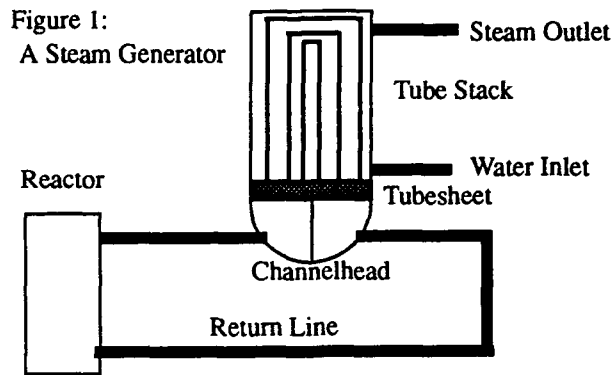 Figure 1:
A Steam Generator
Steam Outlet
Tube Stack
Water Inlet
Reactor
Tubesheet
Channelhead
Return Line